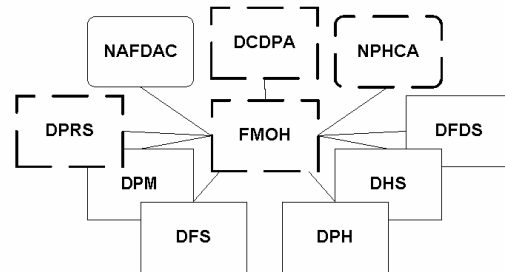 DCDPA
NAFDAC
NPHCA
DPRS
FMOH
DFDS
DPM
DHS
DFS
DPH